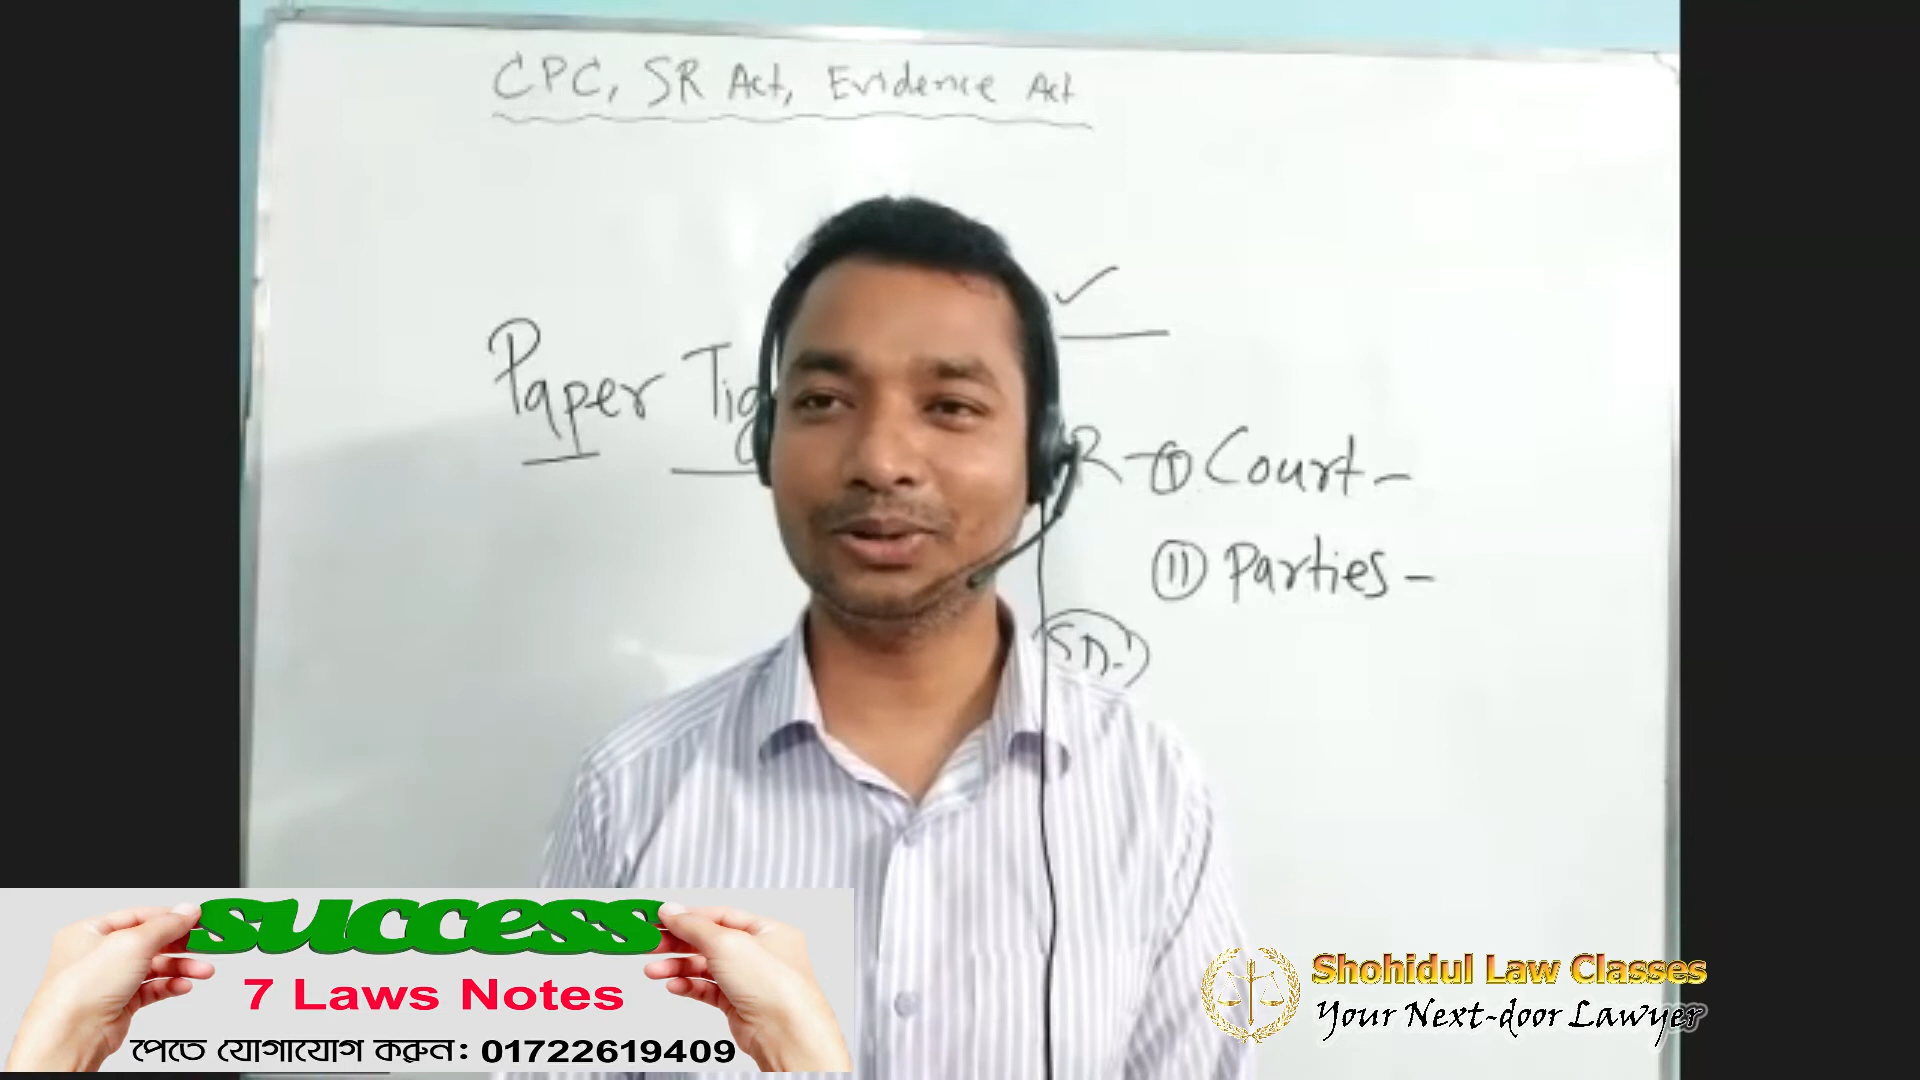 CPC, SR Act, Evidence Act
Paper Tig
R - ① Court -
⑪ Parties -
SD.
success
7 Laws Notes
পেতে যোগাযোগ করুন: 01722619409
Shohidul Law Classes
Your Next-door Lawyer